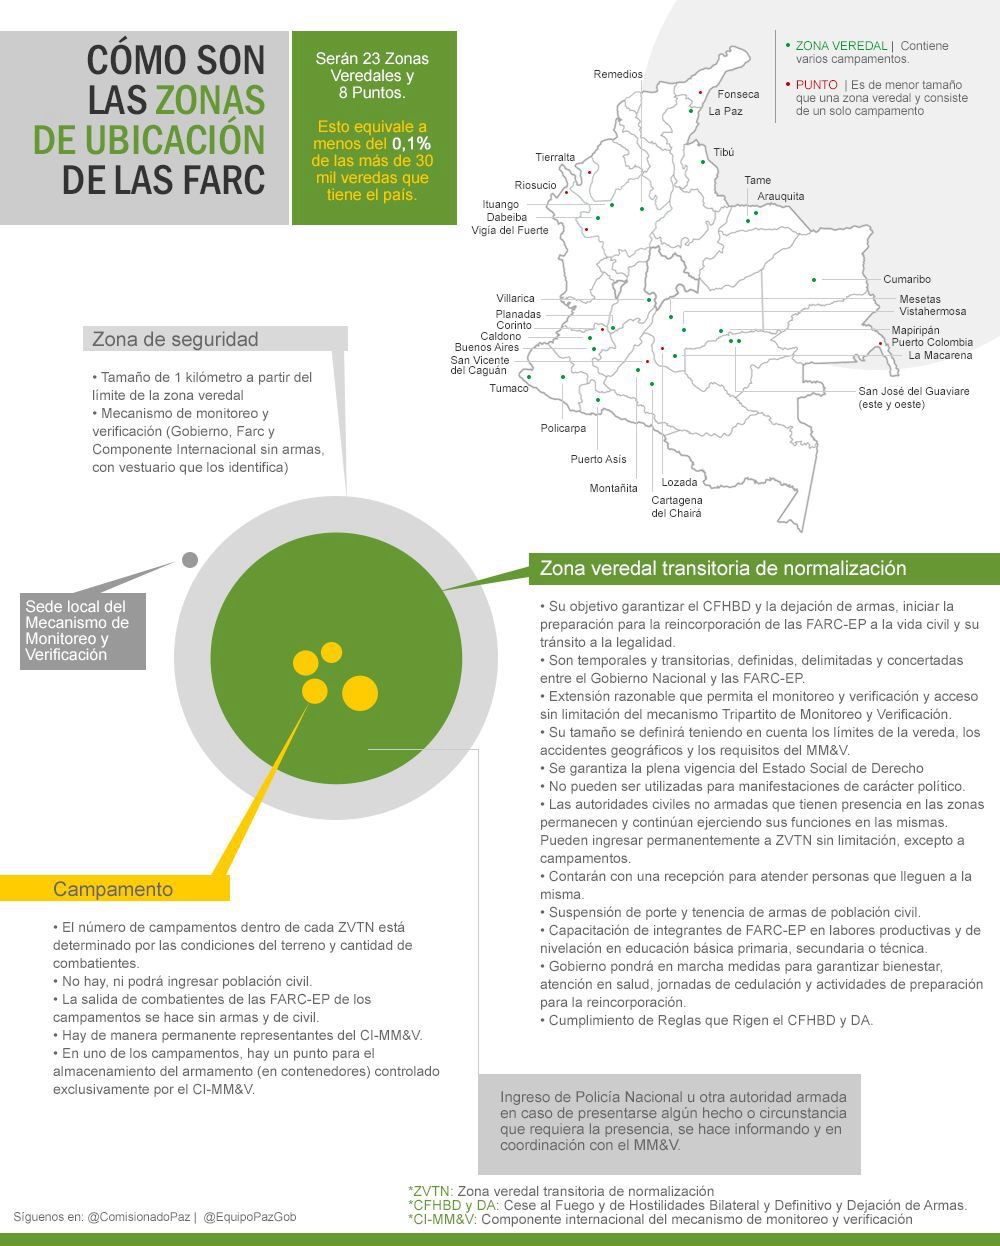 CÓMO SON
LAS ZONAS
DE UBICACIÓN
DE LAS FARC
Serán 23 Zonas
Veredales y
8 Puntos.
Esto equivale a
menos del 0,1%
de las más de 30
mil veredas que
tiene el país.
• ZONA VEREDAL | Contiene
varios campamentos.
• PUNTO | Es de menor tamaño
que una zona veredal y consiste
de un solo campamento
Remedios
Fonseca
La Paz
Tibú
Tierralta
Riosucio
Tame
Arauquita
Ituango
Dabeiba
Vigía del Fuerte
Cumaribo
Villarica
Planadas
Corinto
Caldono
Buenos Aires
San Vicente
del Caguán
Tumaco
Mesetas
Vistahermosa
Mapiripán
Puerto Colombia
La Macarena
San José del Guaviare
(este y oeste)
Policarpa
Puerto Asís
Montañita
Lozada
Cartagena
del Chairá
Zona de seguridad
• Tamaño de 1 kilómetro a partir del
límite de la zona veredal
• Mecanismo de monitoreo y
verificación (Gobierno, Farc y
Componente Internacional sin armas,
con vestuario que los identifica)
Sede local del
Mecanismo de
Monitoreo y
Verificación
Zona veredal transitoria de normalización
• Su objetivo garantizar el CFHBD y la dejación de armas, iniciar la
preparación para la reincorporación de las FARC-EP a la vida civil y su
tránsito a la legalidad.
• Son temporales y transitorias, definidas, delimitadas y concertadas
entre el Gobierno Nacional y las FARC-EP.
• Extensión razonable que permita el monitoreo y verificación y acceso
sin limitación del mecanismo Tripartito de Monitoreo y Verificación.
• Su tamaño se definirá teniendo en cuenta los límites de la vereda, los
accidentes geográficos y los requisitos del MM&V.
• Se garantiza la plena vigencia del Estado Social de Derecho
• No pueden ser utilizadas para manifestaciones de carácter político.
• Las autoridades civiles no armadas que tienen presencia en las zonas
permanecen y continúan ejerciendo sus funciones en las mismas.
Pueden ingresar permanentemente a ZVTN sin limitación, excepto a
campamentos.
• Contarán con una recepción para atender personas que lleguen a la
misma.
• Suspensión de porte y tenencia de armas de población civil.
• Capacitación de integrantes de FARC-EP en labores productivas y de
nivelación en educación básica primaria, secundaria o técnica.
• Gobierno pondrá en marcha medidas para garantizar bienestar,
atención en salud, jornadas de cedulación y actividades de preparación
para la reincorporación.
• Cumplimiento de Reglas que Rigen el CFHBD y DA.
Campamento
• El número de campamentos dentro de cada ZVTN está
determinado por las condiciones del terreno y cantidad de
combatientes.
• No hay, ni podrá ingresar población civil.
• La salida de combatientes de las FARC-EP de los
campamentos se hace sin armas y de civil.
• Hay de manera permanente representantes del CI-MM&V.
• En uno de los campamentos, hay un punto para el
almacenamiento del armamento (en contenedores) controlado
exclusivamente por el CI-MM&V.
Ingreso de Policía Nacional u otra autoridad armada
en caso de presentarse algún hecho o circunstancia
que requiera la presencia, se hace informando y en
coordinación con el MM&V.
*ZVTN: Zona veredal transitoria de normalización
*CFHBD y DA: Cese al Fuego y de Hostilidades Bilateral y Definitivo y Dejación de Armas.
*CI-MM&V: Componente internacional del mecanismo de monitoreo y verificación
Síguenos en: @ComisionadoPaz | @EquipoPazGob